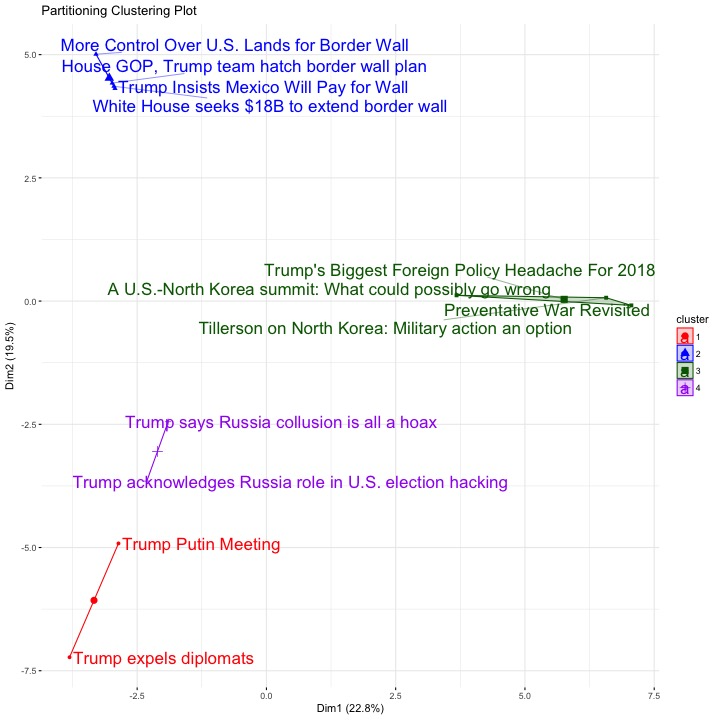 Partitioning Clustering Plot
More Control Over U.S. Lands for Border Wall
House GOP, Trump team hatch border wall plan
Trump Insists Mexico Will Pay for Wall
White House seeks $18B to extend border wall
Trump's Biggest Foreign Policy Headache For 2018
A U.S.-North Korea summit: What could possibly go wrong
Preventative War Revisited
Tillerson on North Korea: Military action an option
Trump says Russia collusion is all a hoax
Trump acknowledges Russia role in U.S. election hacking
Trump Putin Meeting
Trump expels diplomats
5.0
2.5
0.0
-2.5
-5.0
-7.5
Dim2 (19.5%)
-2.5
0.0
2.5
5.0
7.5
Dim1 (22.8%)
cluster
a 1
a 2
a 3
a 4